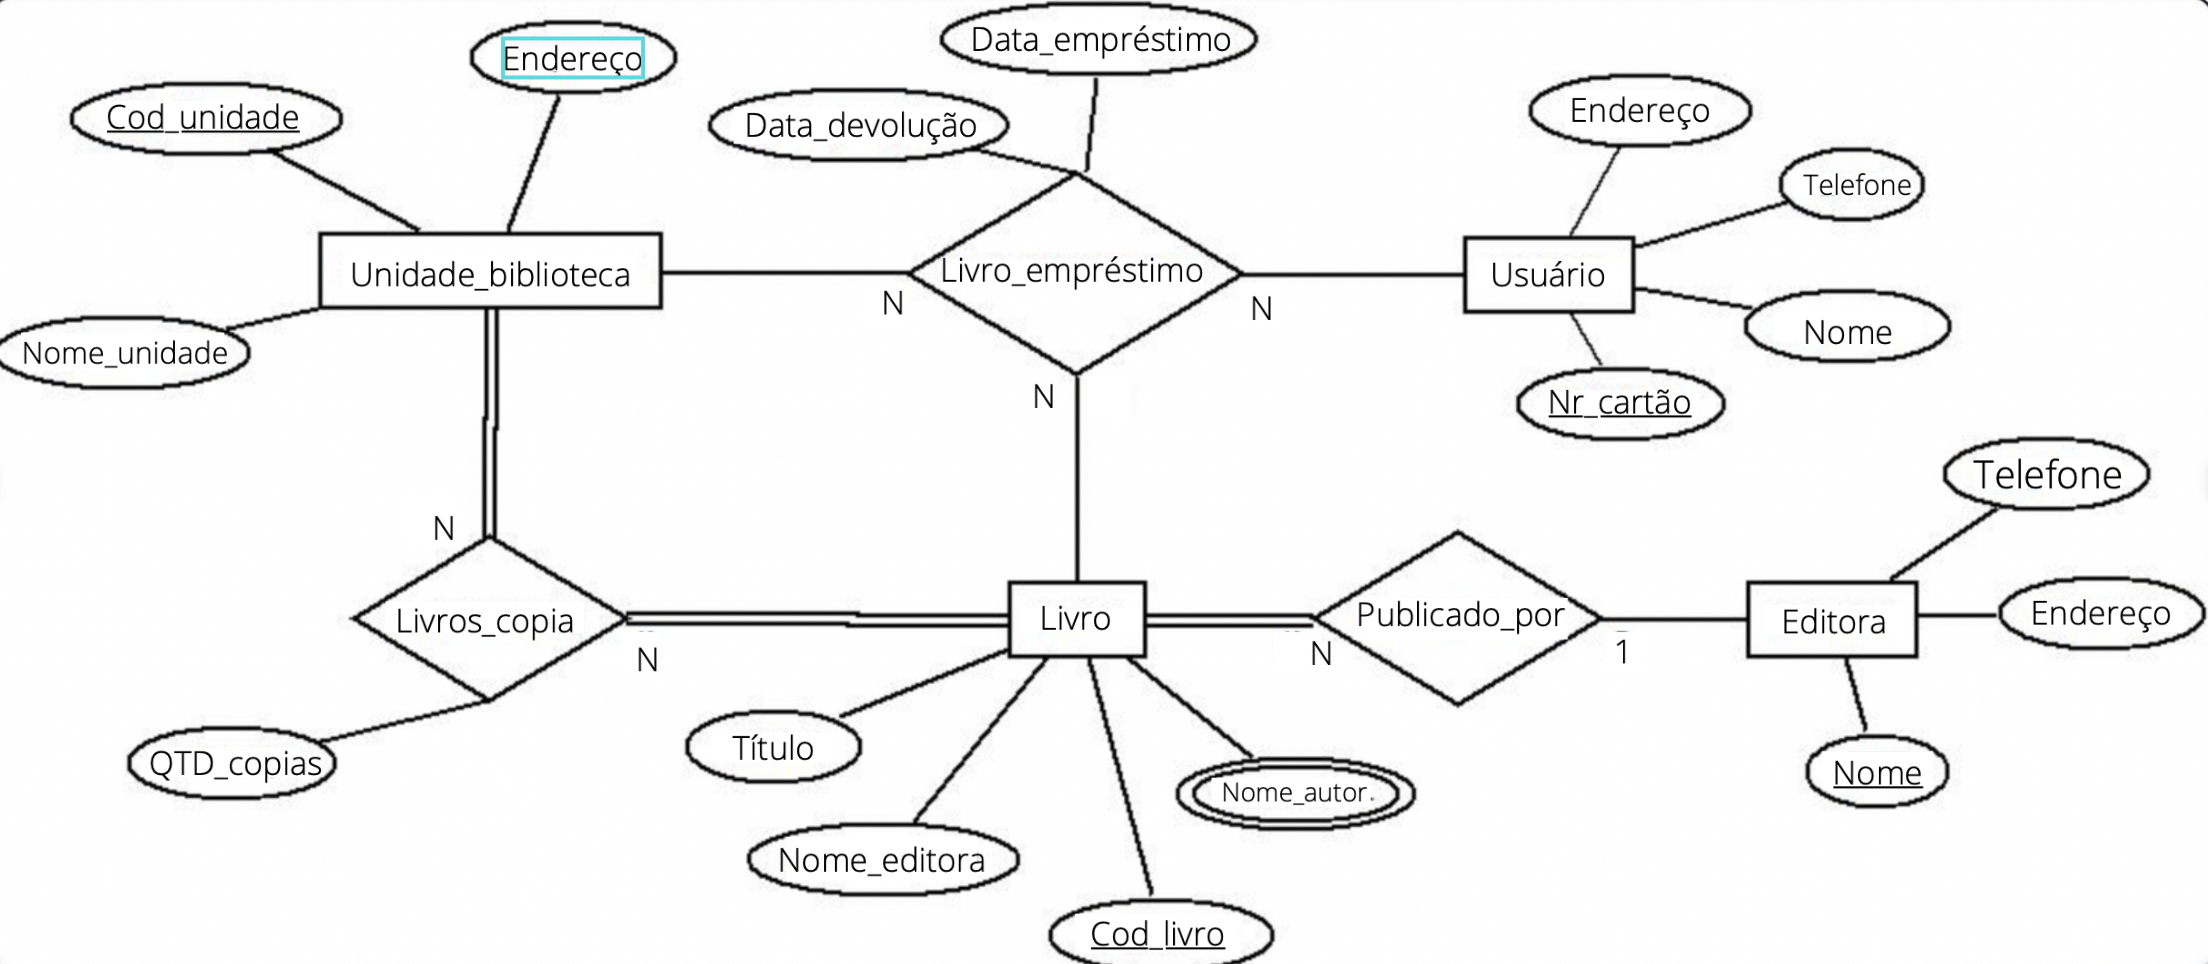 Data_empréstimo
Endereço
Cod_unidade
Data_devolução
Endereço
Telefone
Unidade_biblioteca
Livro_empréstimo
Usuário
N
N
Nome_unidade
Nome
N
Nr_cartão
Telefone
N
Livros_copia
Livro
Publicado_por
Editora
Endereço
N
N
1
QTD_copias
Título
Nome_autor.
Nome
Nome_editora
Cod_livro